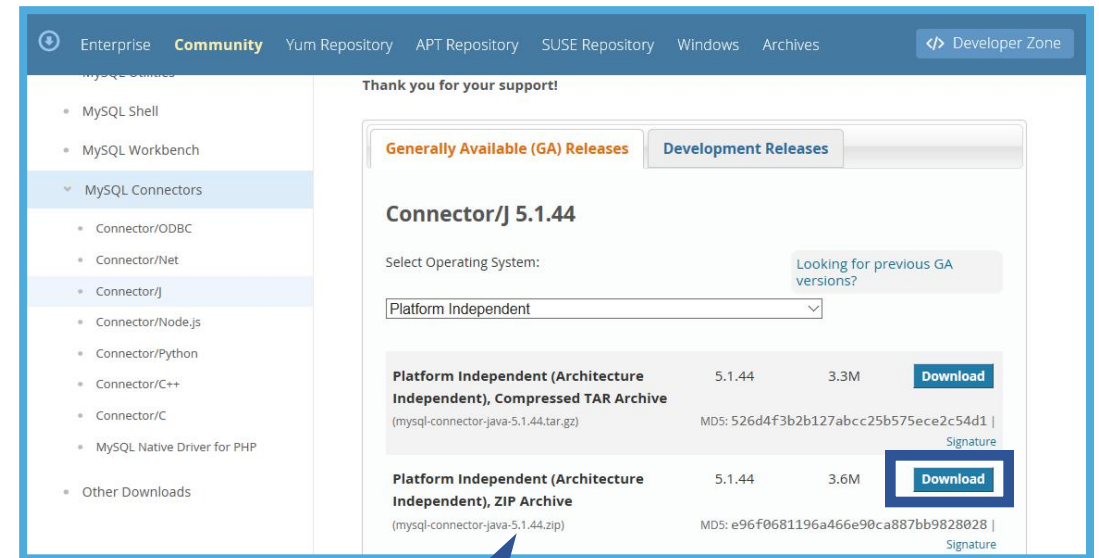 Enterprise Community Yum Repository APT Repository SUSE Repository Windows Archives </> Developer Zone
MySQL Shell
MySQL Workbench
MySQL Connectors
Connector/ODBC
Connector/Net
Connector/J
Connector/Node.js
Connector/Python
Connector/C++
Connector/C
MySQL Native Driver for PHP
Other Downloads
Thank you for your support!
Generally Available (GA) Releases Development Releases
Connector/J 5.1.44
Select Operating System:
Looking for previous GA
versions?
Platform Independent
Platform Independent (Architecture 5.1.44 3.3M Download
Independent), Compressed TAR Archive
(mysql-connector-java-5.1.44.tar.gz) MD5: 526d4f3b2b127abcc25b575ece2c54d1 |
Signature
Platform Independent (Architecture 5.1.44 3.6M Download
Independent), ZIP Archive
(mysql-connector-java-5.1.44.zip) MD5: e96f0681196a466e90ca887bb9828028 |
Signature